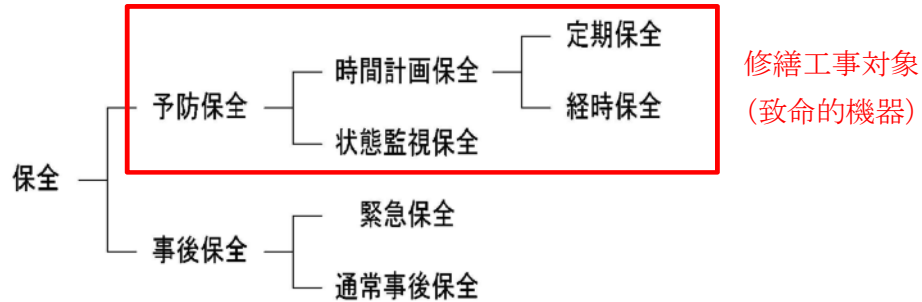 定期保全
時間計画保全
経時保全
予防保全
状態監視保全
修繕工事対象
（致命的機器）
保全
緊急保全
事後保全
通常事後保全